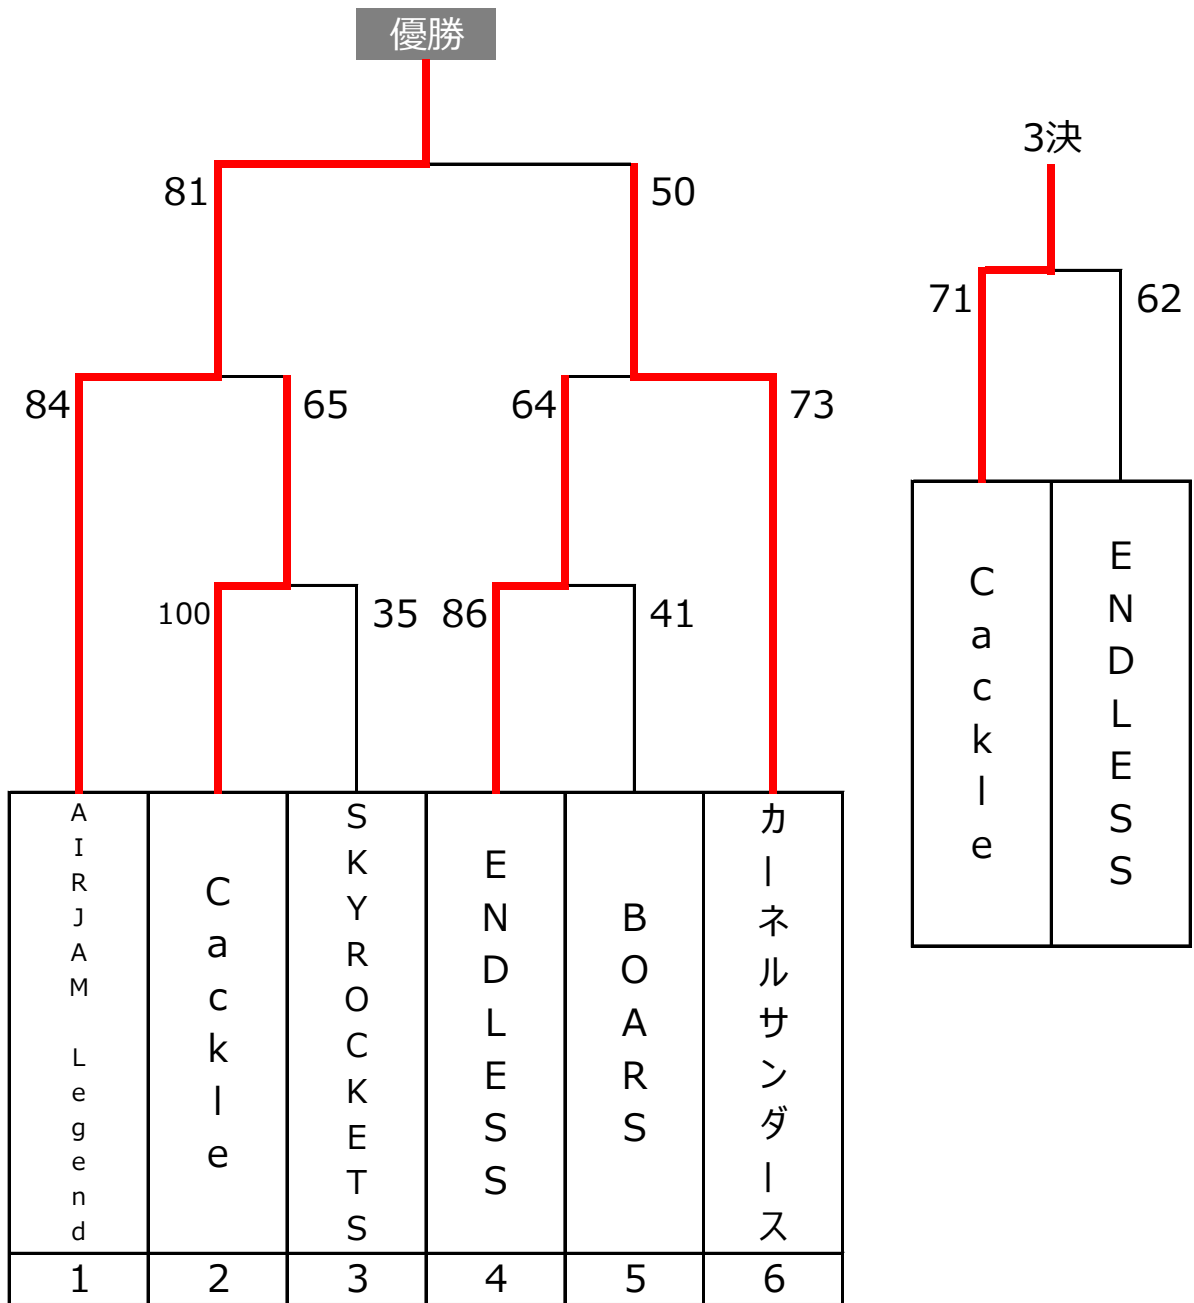 優勝
3決
81
50
71
62
84
65
64
73
100
35
86
41
Cackle
ENDLESS
AIRJAM Legend
Cackle
SKYROCKETS
ENDLESS
BOARS
カーネルサンダース
1
2
3
4
5
6